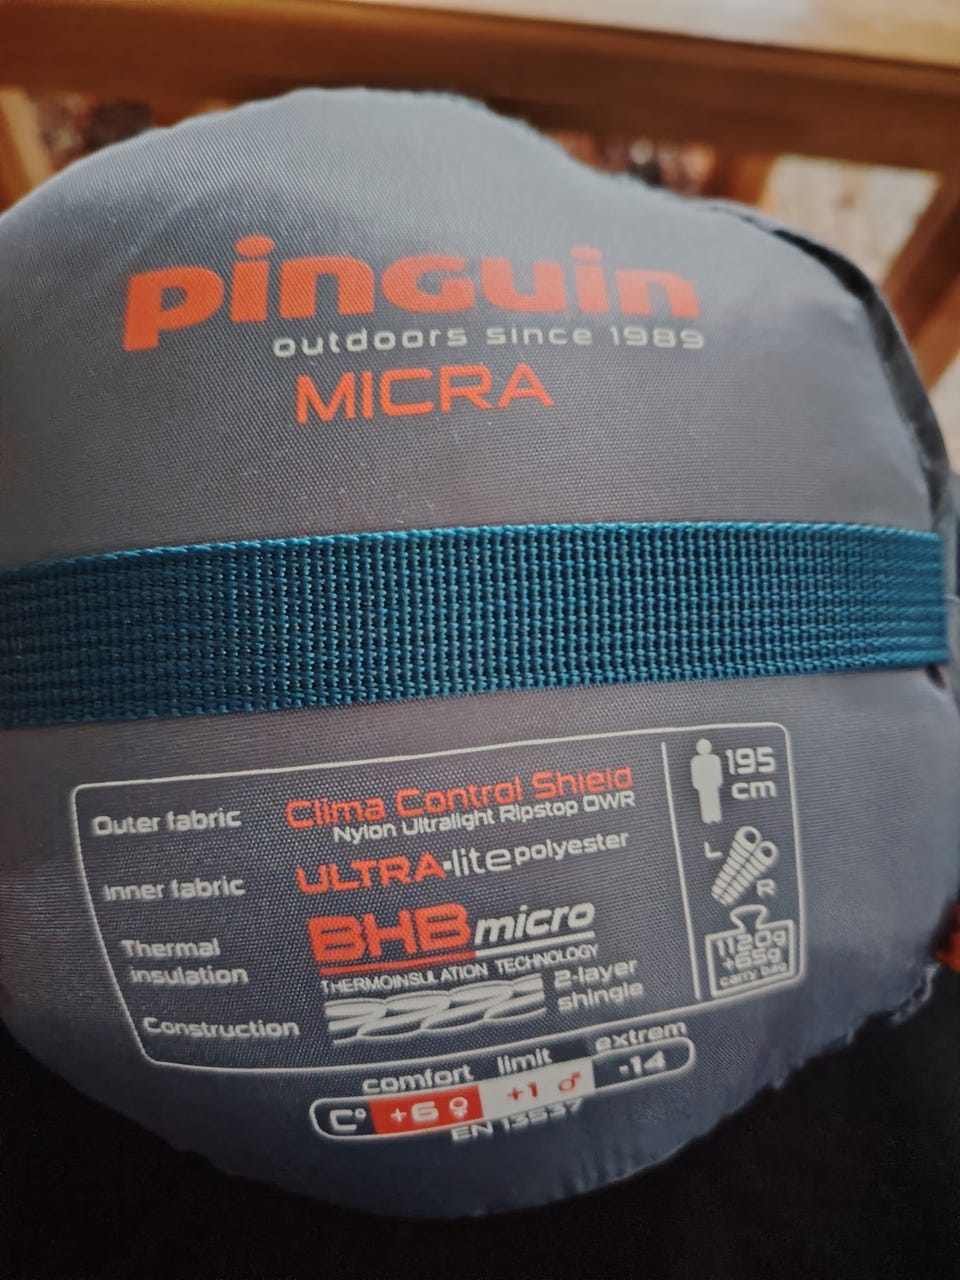 pinguin
outdoors since 1989
MICRA
Outer fabric
Clima Control Shield
Nylon Ultralight Ripstop DWR
Inner fabric
ULTRA-lite polyester
Thermal
insulation
BHB micro
THERMOINSULATION TECHNOLOGY
Construction
2-layer
shingle
195
cm
L
R
1120g
+65g
carry bag
comfort limit extrem
C° +6 ♀ +1 ♂ -14
EN 13537